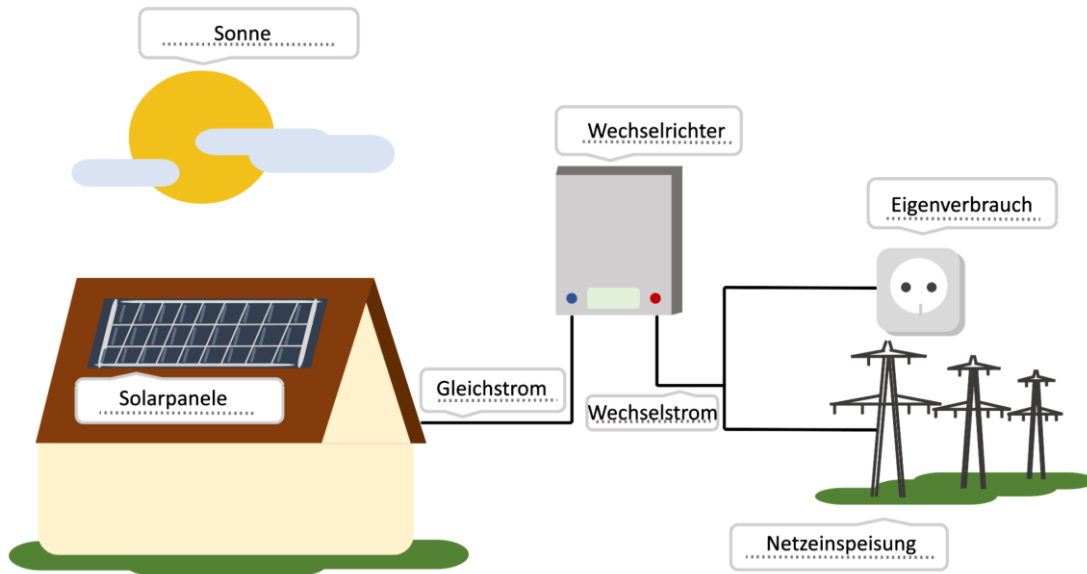 Sonne
Wechselrichter
Eigenverbrauch
Solarpanele
Gleichstrom
Wechselstrom
Netzeinspeisung